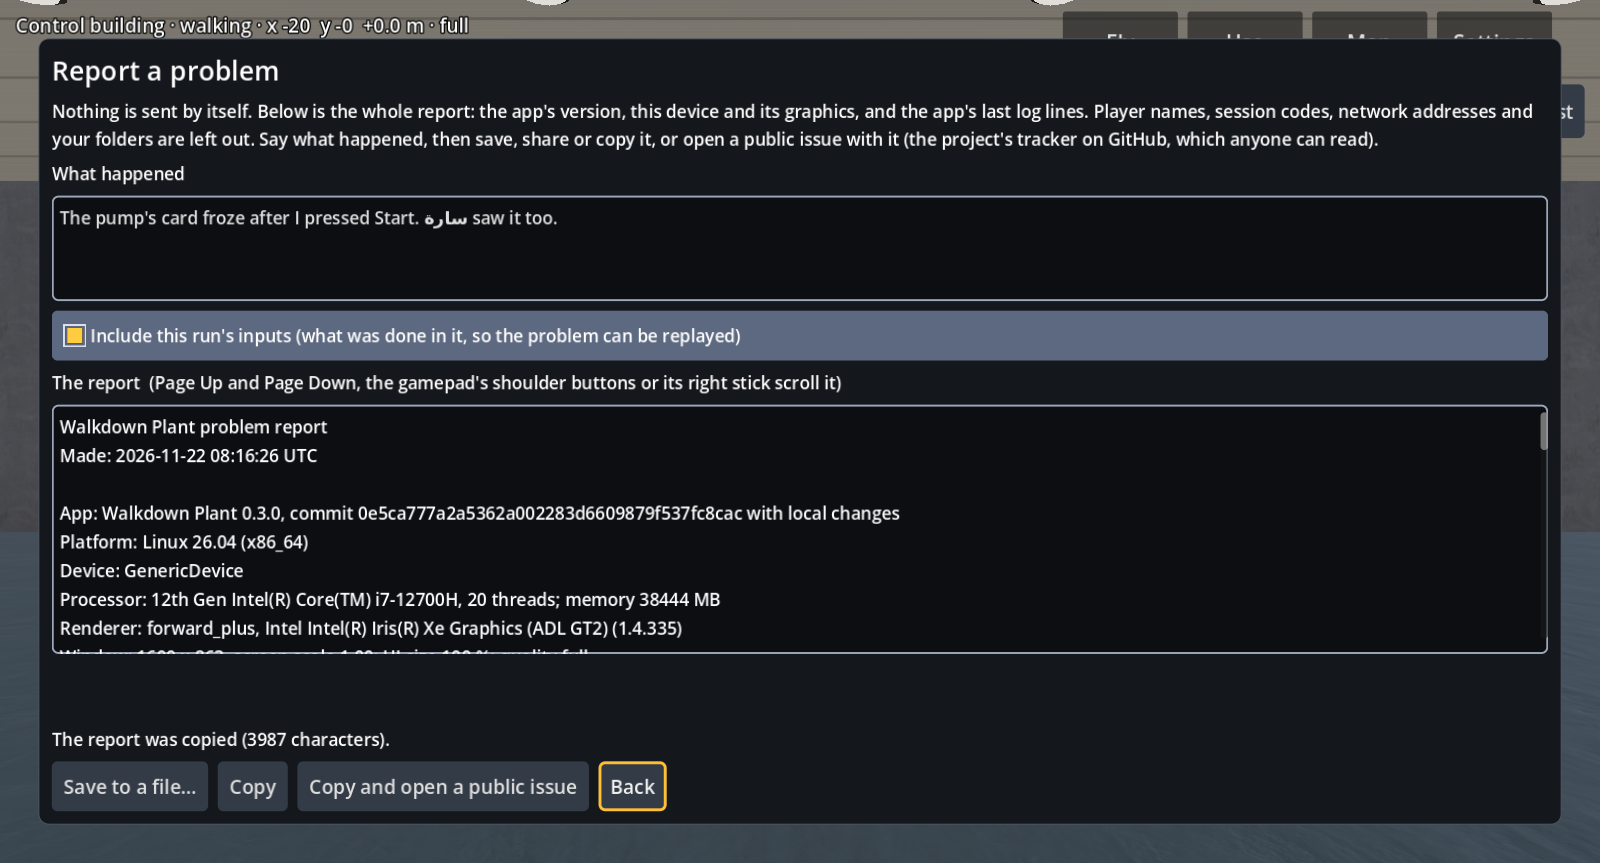 Control building · walking · x -20 y -0 +0.0 m · full
Report a problem
Nothing is sent by itself. Below is the whole report: the app's version, this device and its graphics, and the app's last log lines. Player names, session codes, network addresses and
your folders are left out. Say what happened, then save, share or copy it, or open a public issue with it (the project's tracker on GitHub, which anyone can read).
What happened
The pump's card froze after I pressed Start. سارة saw it too.
Include this run's inputs (what was done in it, so the problem can be replayed)
The report (Page Up and Page Down, the gamepad's shoulder buttons or its right stick scroll it)
Walkdown Plant problem report
Made: 2026-11-22 08:16:26 UTC
App: Walkdown Plant 0.3.0, commit 0e5ca777a2a5362a002283d6609879f537fc8cac with local changes
Platform: Linux 26.04 (x86_64)
Device: GenericDevice
Processor: 12th Gen Intel(R) Core(TM) i7-12700H, 20 threads; memory 38444 MB
Renderer: forward_plus, Intel Intel(R) Iris(R) Xe Graphics (ADL GT2) (1.4.335)
The report was copied (3987 characters).
Save to a file...
Copy
Copy and open a public issue
Back